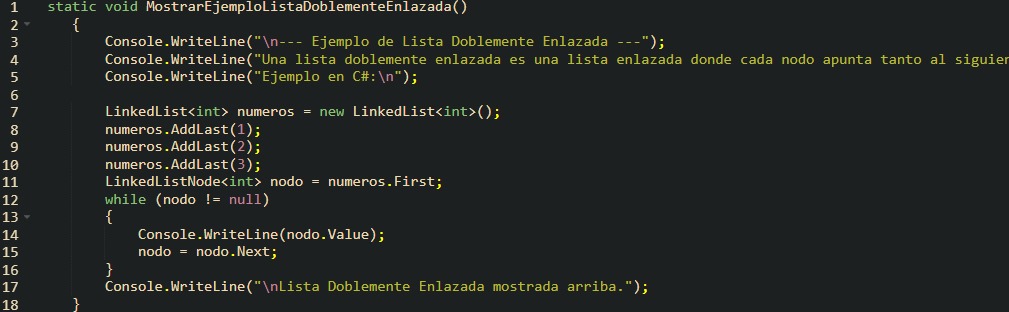 1 static void MostrarEjemploListaDoblementeEnlazada()
2 {
3 Console.WriteLine("\n--- Ejemplo de Lista Doblemente Enlazada ---");
4 Console.WriteLine("Una lista doblemente enlazada es una lista enlazada donde cada nodo apunta tanto al siguien
5 Console.WriteLine("Ejemplo en C#:\n");
6
7 LinkedList<int> numeros = new LinkedList<int>();
8 numeros.AddLast(1);
9 numeros.AddLast(2);
10 numeros.AddLast(3);
11 LinkedListNode<int> nodo = numeros.First;
12 while (nodo != null)
13 {
14 Console.WriteLine(nodo.Value);
15 nodo = nodo.Next;
16 }
17 Console.WriteLine("\nLista Doblemente Enlazada mostrada arriba.");
18 }